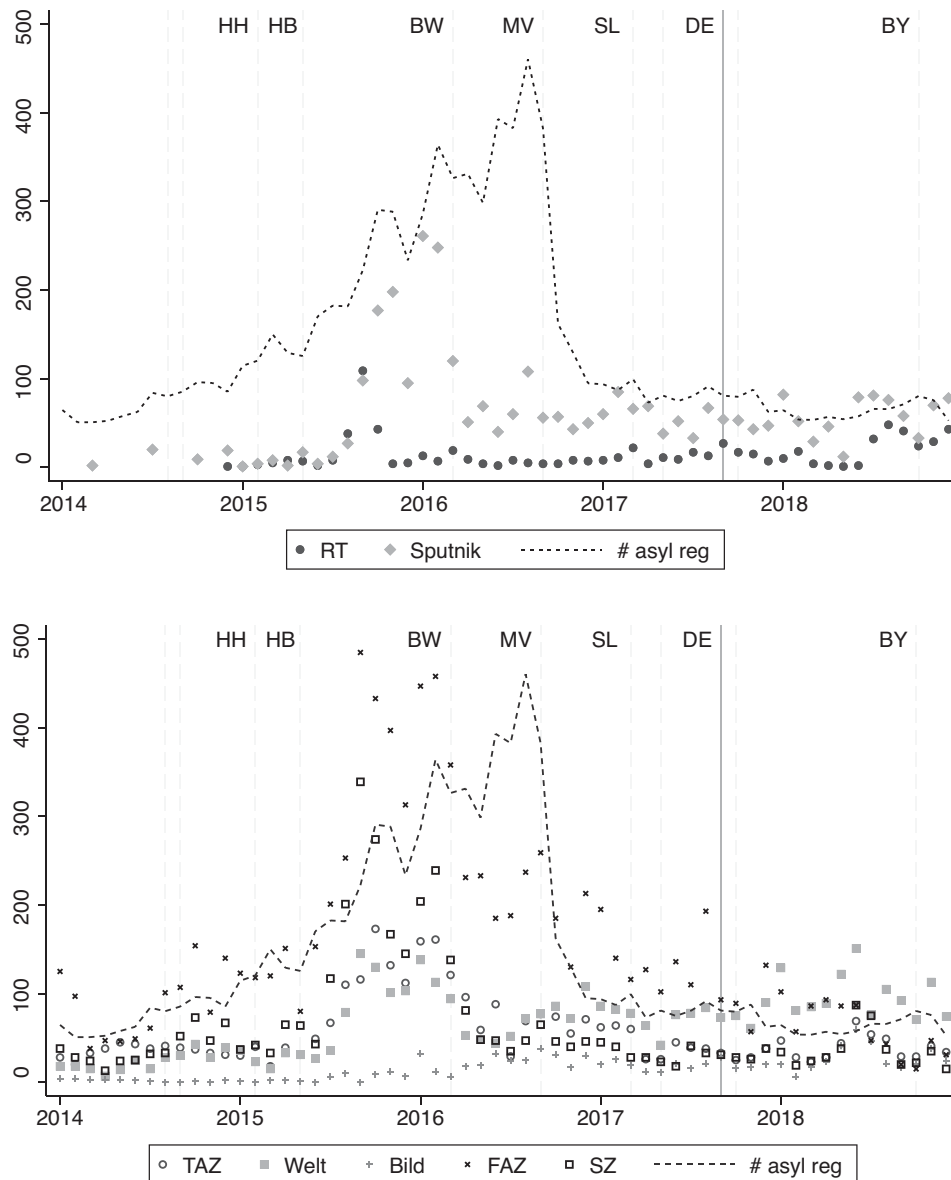 500
HH HB BW MV SL DE BY
400
300
200
100
0
2014 2015 2016 2017 2018
RT Sputnik # asyl reg
500
HH HB BW MV SL DE BY
400
300
200
100
0
2014 2015 2016 2017 2018
TAZ Welt Bild FAZ SZ # asyl reg